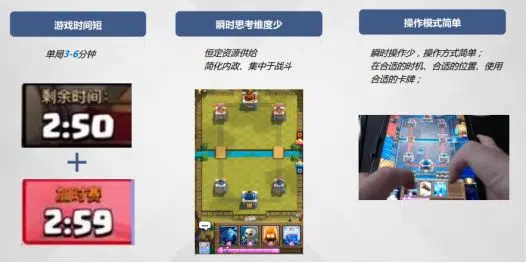 游戏时间短
单局3-6分钟
剩余时间:
2:50
+
加时赛
2:59
瞬时思考维度少
恒定资源供给
简化内政、集中于战斗
操作模式简单
瞬时操作少，操作方式简单；
在合适的时机、合适的位置、使用
合适的卡牌；